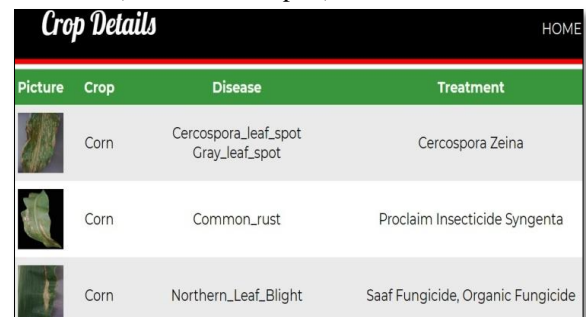 Crop Details
HOME
Picture Crop Disease Treatment
Corn Cercospora_leaf_spot Gray_leaf_spot Cercospora Zeina
Corn Common_rust Proclaim Insecticide Syngenta
Corn Northern_Leaf_Blight Saaf Fungicide, Organic Fungicide